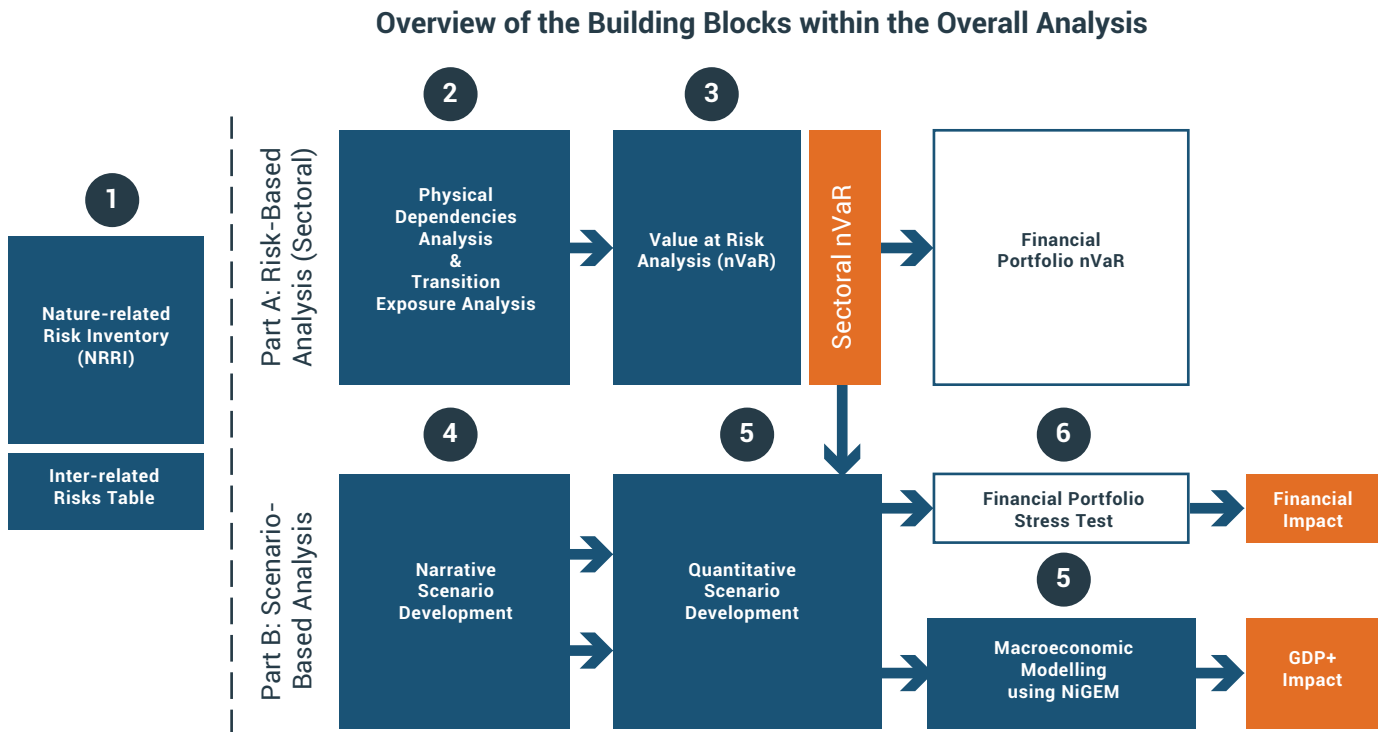 Overview of the Building Blocks within the Overall Analysis
1
Nature-related
Risk Inventory
(NRRI)
Inter-related
Risks Table
Part A: Risk-Based
Analysis (Sectoral)
2
Physical
Dependencies
Analysis
&
Transition
Exposure Analysis
3
Value at Risk
Analysis (nVaR)
Sectoral nVaR
Financial
Portfolio nVaR
Part B: Scenario-
Based Analysis
4
Narrative
Scenario
Development
5
Quantitative
Scenario
Development
6
Financial Portfolio
Stress Test
Financial
Impact
5
Macroeconomic
Modelling
using NiGEM
GDP+
Impact